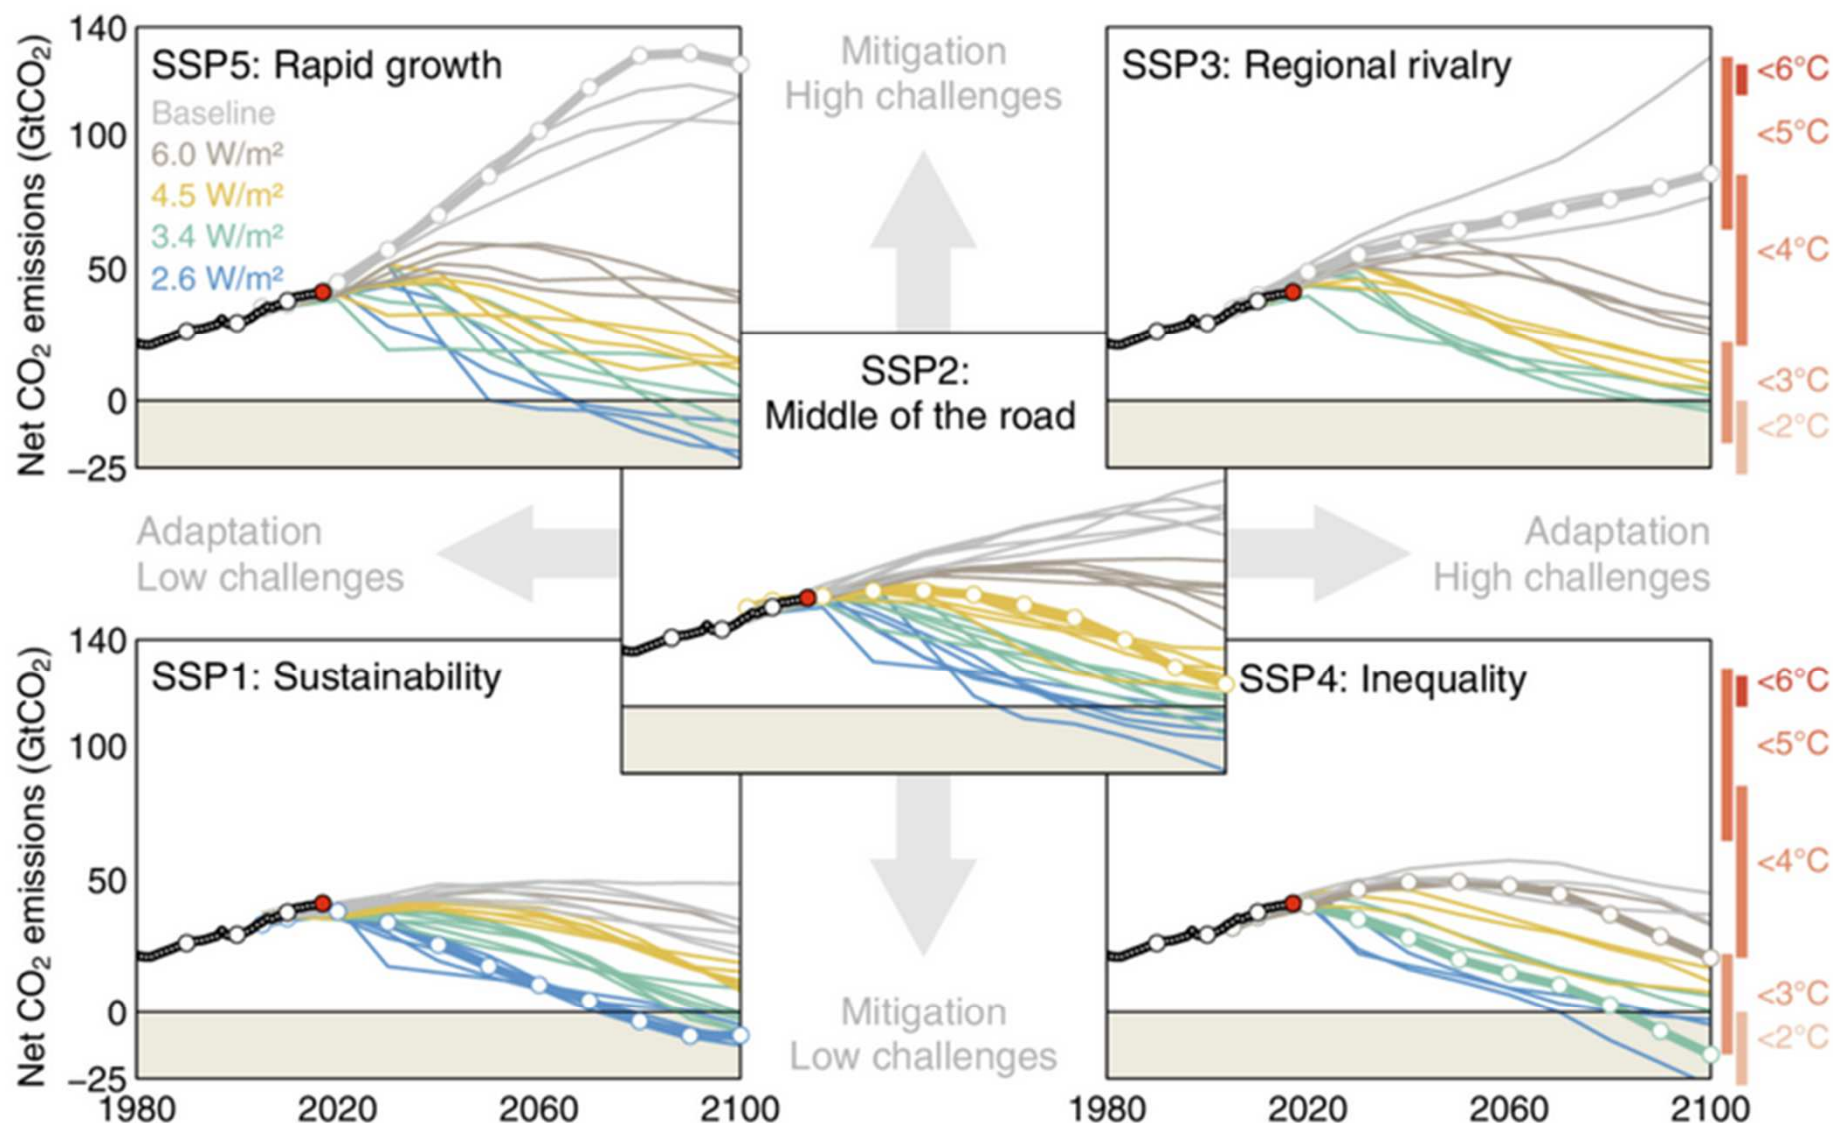 Net CO₂ emissions (GtCO₂)
140
100
50
0
−25
SSP5: Rapid growth
Baseline
6.0 W/m²
4.5 W/m²
3.4 W/m²
2.6 W/m²
Mitigation
High challenges
SSP3: Regional rivalry
<6°C
<5°C
<4°C
<3°C
<2°C
SSP2:
Middle of the road
Adaptation
Low challenges
Adaptation
High challenges
Net CO₂ emissions (GtCO₂)
140
100
50
0
−25
SSP1: Sustainability
SSP4: Inequality
<6°C
<5°C
<4°C
<3°C
<2°C
Mitigation
Low challenges
1980 2020 2060 2100
1980 2020 2060 2100